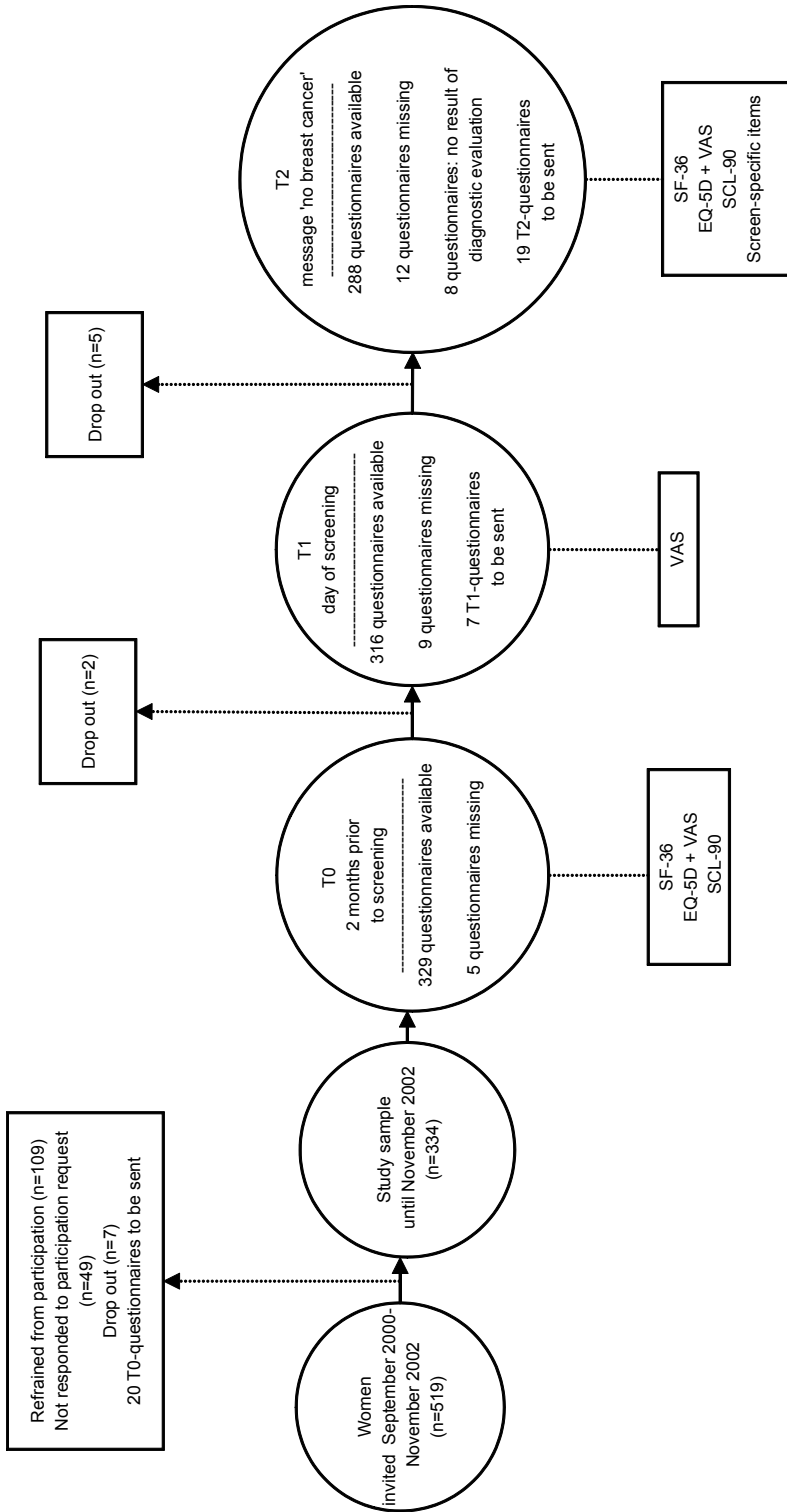 Women
invited September 2000-
November 2002
(n=519)
Refrained from participation (n=109)
Not responded to participation request
(n=49)
Drop out (n=7)
20 T0-questionnaires to be sent
Study sample
until November 2002
(n=334)
T0
2 months prior
to screening
--------------------------------
329 questionnaires available
5 questionnaires missing
SF-36
EQ-5D + VAS
SCL-90
Drop out (n=2)
T1
day of screening
--------------------------------
316 questionnaires available
9 questionnaires missing
7 T1-questionnaires
to be sent
VAS
Drop out (n=5)
T2
message 'no breast cancer'
--------------------------------
288 questionnaires available
12 questionnaires missing
8 questionnaires: no result of
diagnostic evaluation
19 T2-questionnaires
to be sent
SF-36
EQ-5D + VAS
SCL-90
Screen-specific items